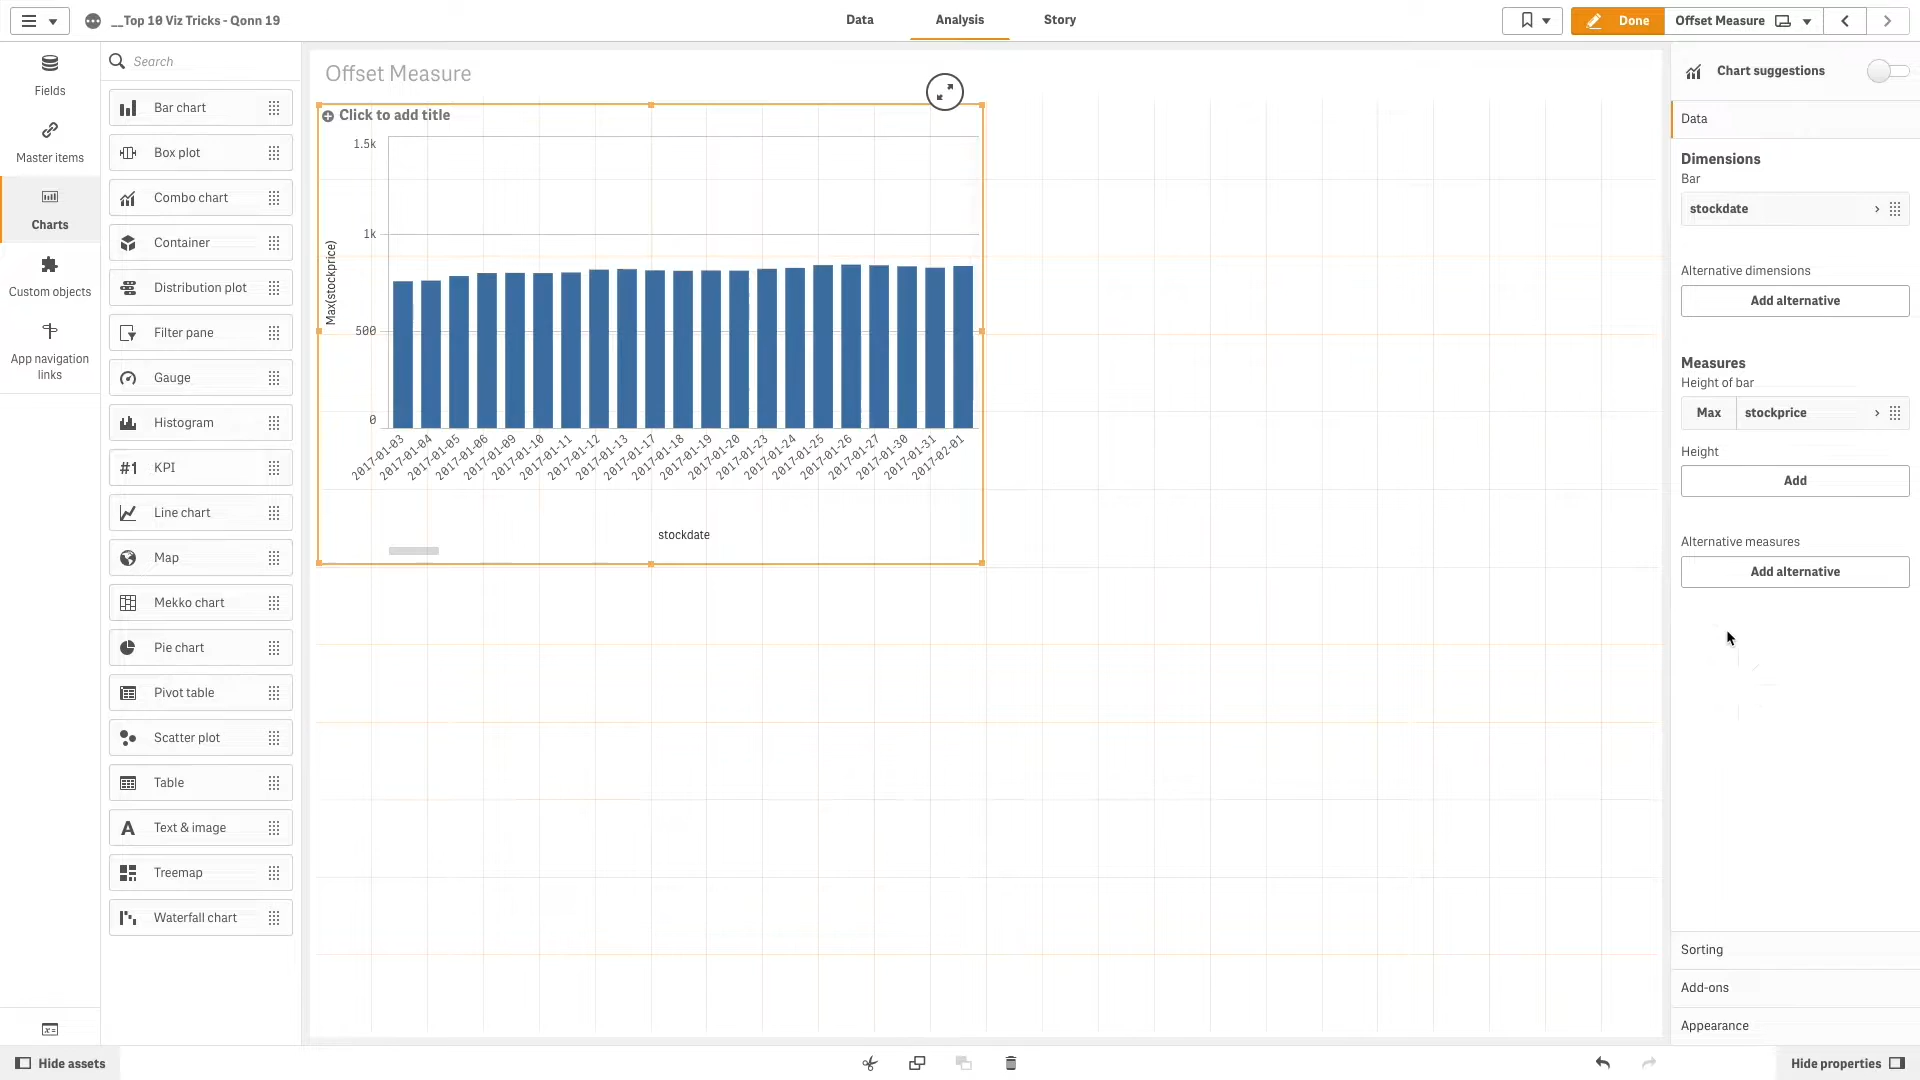 __Top 10 Viz Tricks - Qonn 19
Data
Analysis
Story
Done
Offset Measure
Fields
Master items
Charts
Custom objects
App navigation
links
Search
Bar chart
Box plot
Combo chart
Container
Distribution plot
Filter pane
Gauge
Histogram
#1 KPI
Line chart
Map
Mekko chart
Pie chart
Pivot table
Scatter plot
Table
A Text & image
Treemap
Waterfall chart
Offset Measure
Click to add title
Max(stockprice)
1.5k
1k
500
0
2017-01-03
2017-01-04
2017-01-05
2017-01-06
2017-01-09
2017-01-10
2017-01-11
2017-01-12
2017-01-13
2017-01-17
2017-01-18
2017-01-19
2017-01-20
2017-01-23
2017-01-24
2017-01-25
2017-01-26
2017-01-27
2017-01-30
2017-01-31
2017-02-01
stockdate
Chart suggestions
Data
Dimensions
Bar
stockdate
Alternative dimensions
Add alternative
Measures
Height of bar
Max stockprice
Height
Add
Alternative measures
Add alternative
Sorting
Add-ons
Appearance
Hide assets
Hide properties